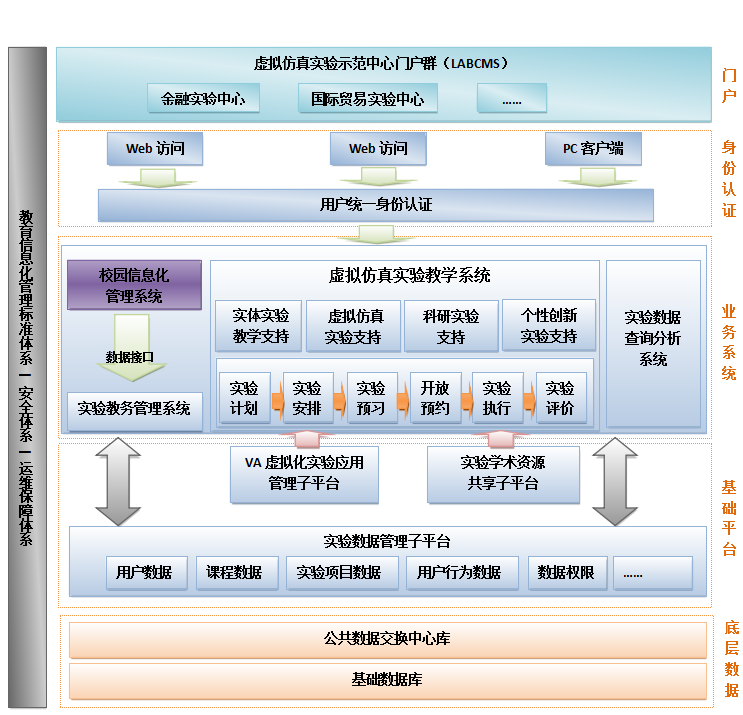 虚拟仿真实验示范中心门户群（LABCMS）
金融实验中心
国际贸易实验中心
……
门户
Web 访问
Web 访问
PC 客户端
用户统一身份认证
身份认证
校园信息化
管理系统
数据接口
实验教务管理系统
虚拟仿真实验教学系统
实体实验
教学支持
虚拟仿真
实验支持
科研实验
支持
个性创新
实验支持
实验
计划
实验
安排
实验
预习
开放
预约
实验
执行
实验
评价
实验数据
查询分析
系统
业务系统
VA 虚拟化实验应用
管理子平台
实验学术资源
共享子平台
实验数据管理子平台
用户数据
课程数据
实验项目数据
用户行为数据
数据权限
……
基础平台
公共数据交换中心库
基础数据库
底层数据
教育信息化管理标准体系—安全体系—运维保障体系